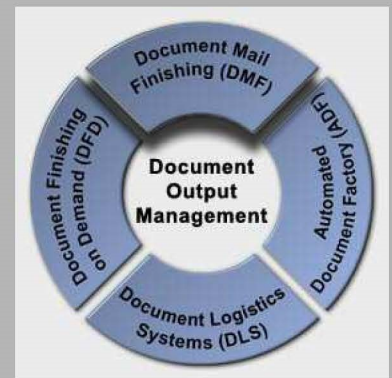 Document Mail
Finishing (DMF)
Automated
Document Factory (ADF)
Document Logistics
Systems (DLS)
Document Finishing
on Demand (DFD)
Document
Output
Management